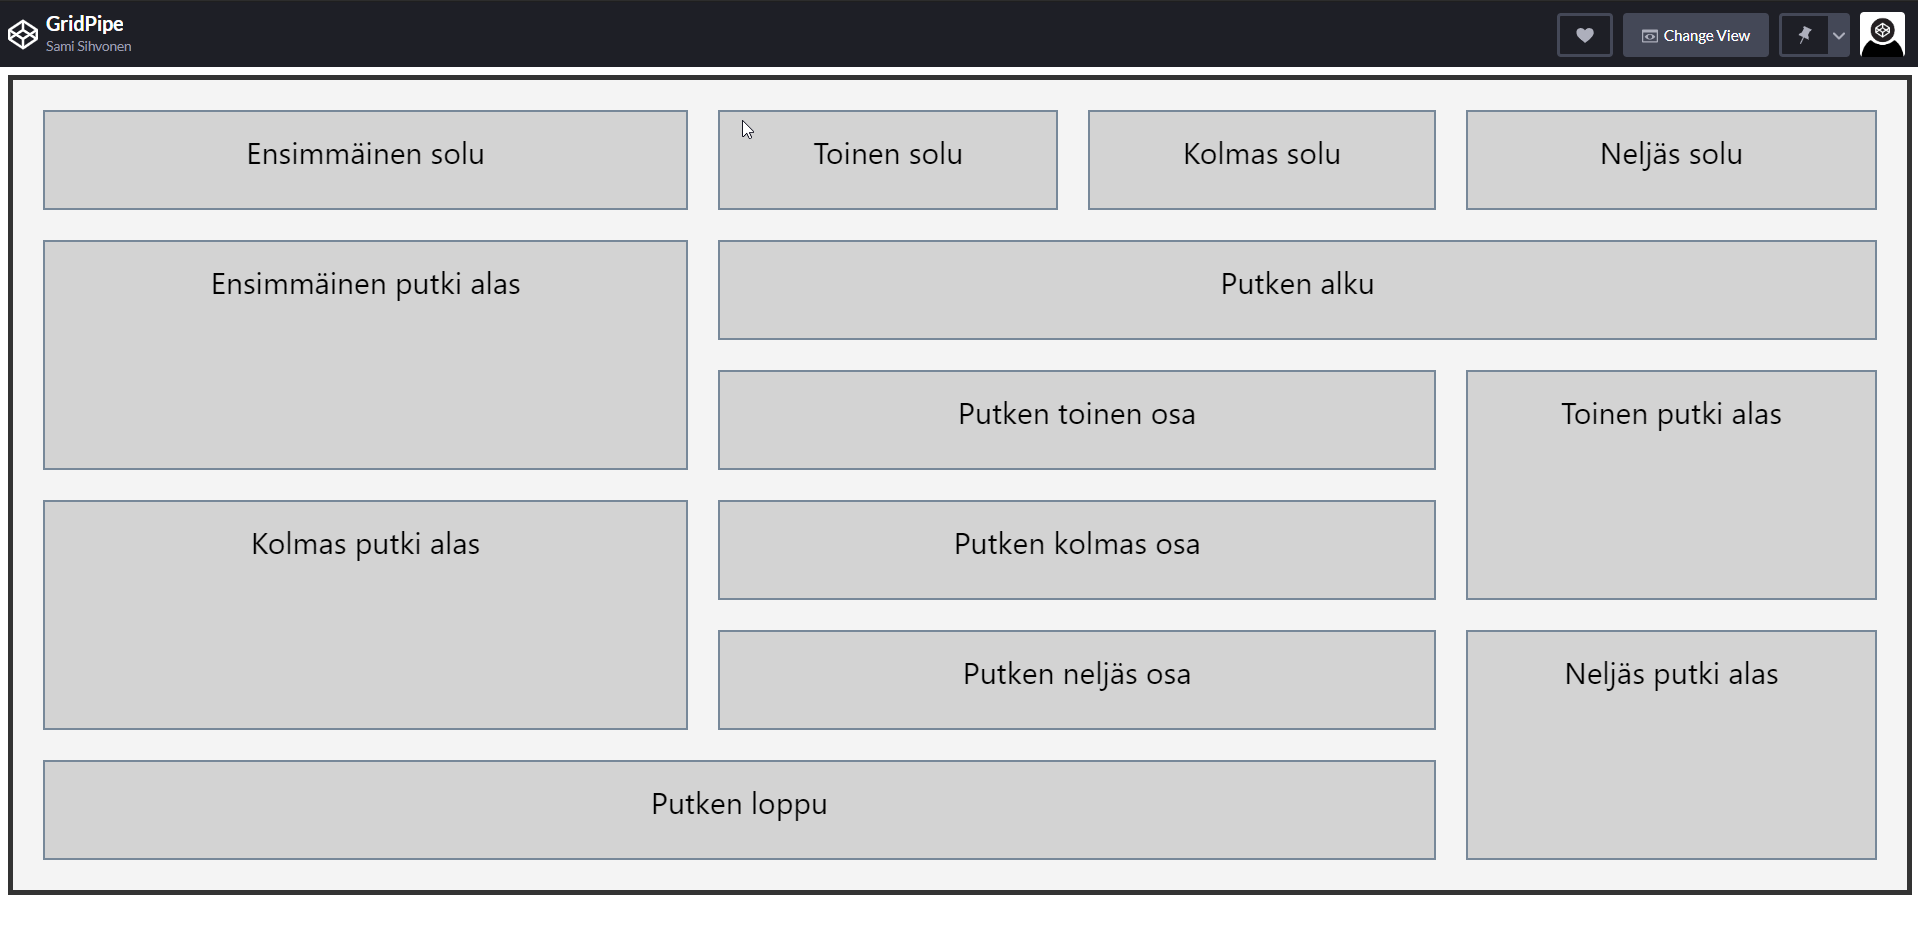 GridPipe
Sami Sihvonen
Change View
Ensimmäinen solu
Toinen solu
Kolmas solu
Neljäs solu
Ensimmäinen putki alas
Putken alku
Putken toinen osa
Toinen putki alas
Kolmas putki alas
Putken kolmas osa
Putken neljäs osa
Neljäs putki alas
Putken loppu